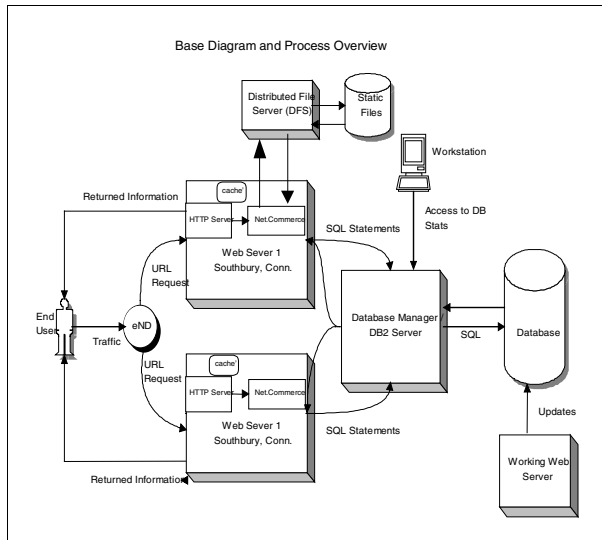 Base Diagram and Process Overview
Distributed File
Server (DFS)
Static
Files
Workstation
Access to DB
Stats
Returned Information
cache'
HTTP Server
Net.Commerce
Web Sever 1
Southbury, Conn.
SQL Statements
URL
Request
End
User
Traffic
eND
Database Manager /
DB2 Server
SQL
Database
URL
Request
cache'
HTTP Server
Net.Commerce
Web Sever 1
Southbury, Conn.
SQL Statements
Updates
Working Web
Server
Returned Information